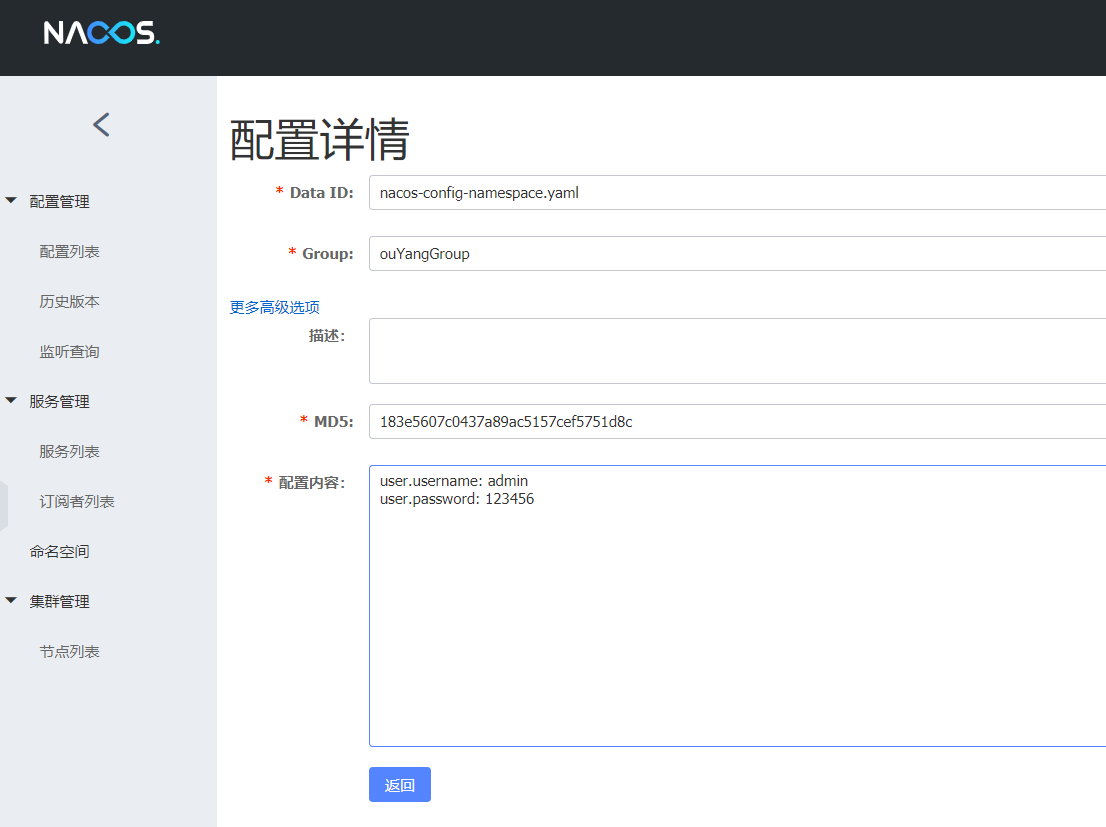 NACOS.
配置管理
配置列表
历史版本
监听查询
服务管理
服务列表
订阅者列表
命名空间
集群管理
节点列表
配置详情
* Data ID: nacos-config-namespace.yaml
* Group: ouYangGroup
更多高级选项
描述:
* MD5: 183e5607c0437a89ac5157cef5751d8c
* 配置内容: user.username: admin
user.password: 123456
返回